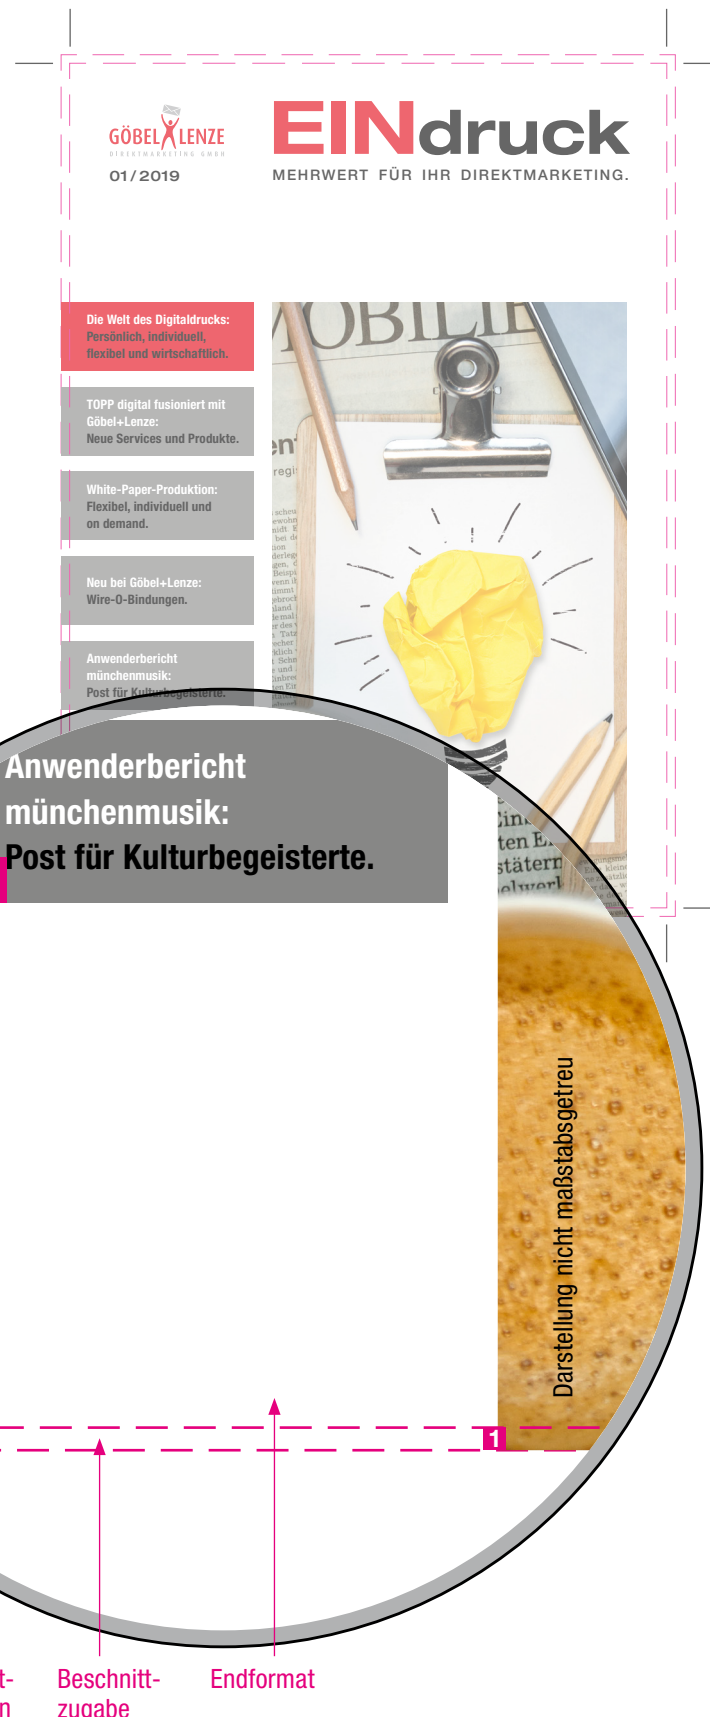 GÖBEL LENZE
DIREKTMARKETING GMBH
01/2019
EINdruck
MEHRWERT FÜR IHR DIREKTMARKETING.
Die Welt des Digitaldrucks:
Persönlich, individuell,
flexibel und wirtschaftlich.
TOPP digital fusioniert mit
Göbel+Lenze:
Neue Services und Produkte.
White-Paper-Produktion:
Flexibel, individuell und
on demand.
Neu bei Göbel+Lenze:
Wire-O-Bindungen.
Anwenderbericht
münchenmusik:
Post für Kulturbegeisterte.
Anwenderbericht
münchenmusik:
Post für Kulturbegeisterte.
Darstellung nicht maßstabsgetreu
1
Beschnitt-
zugabe
Endformat